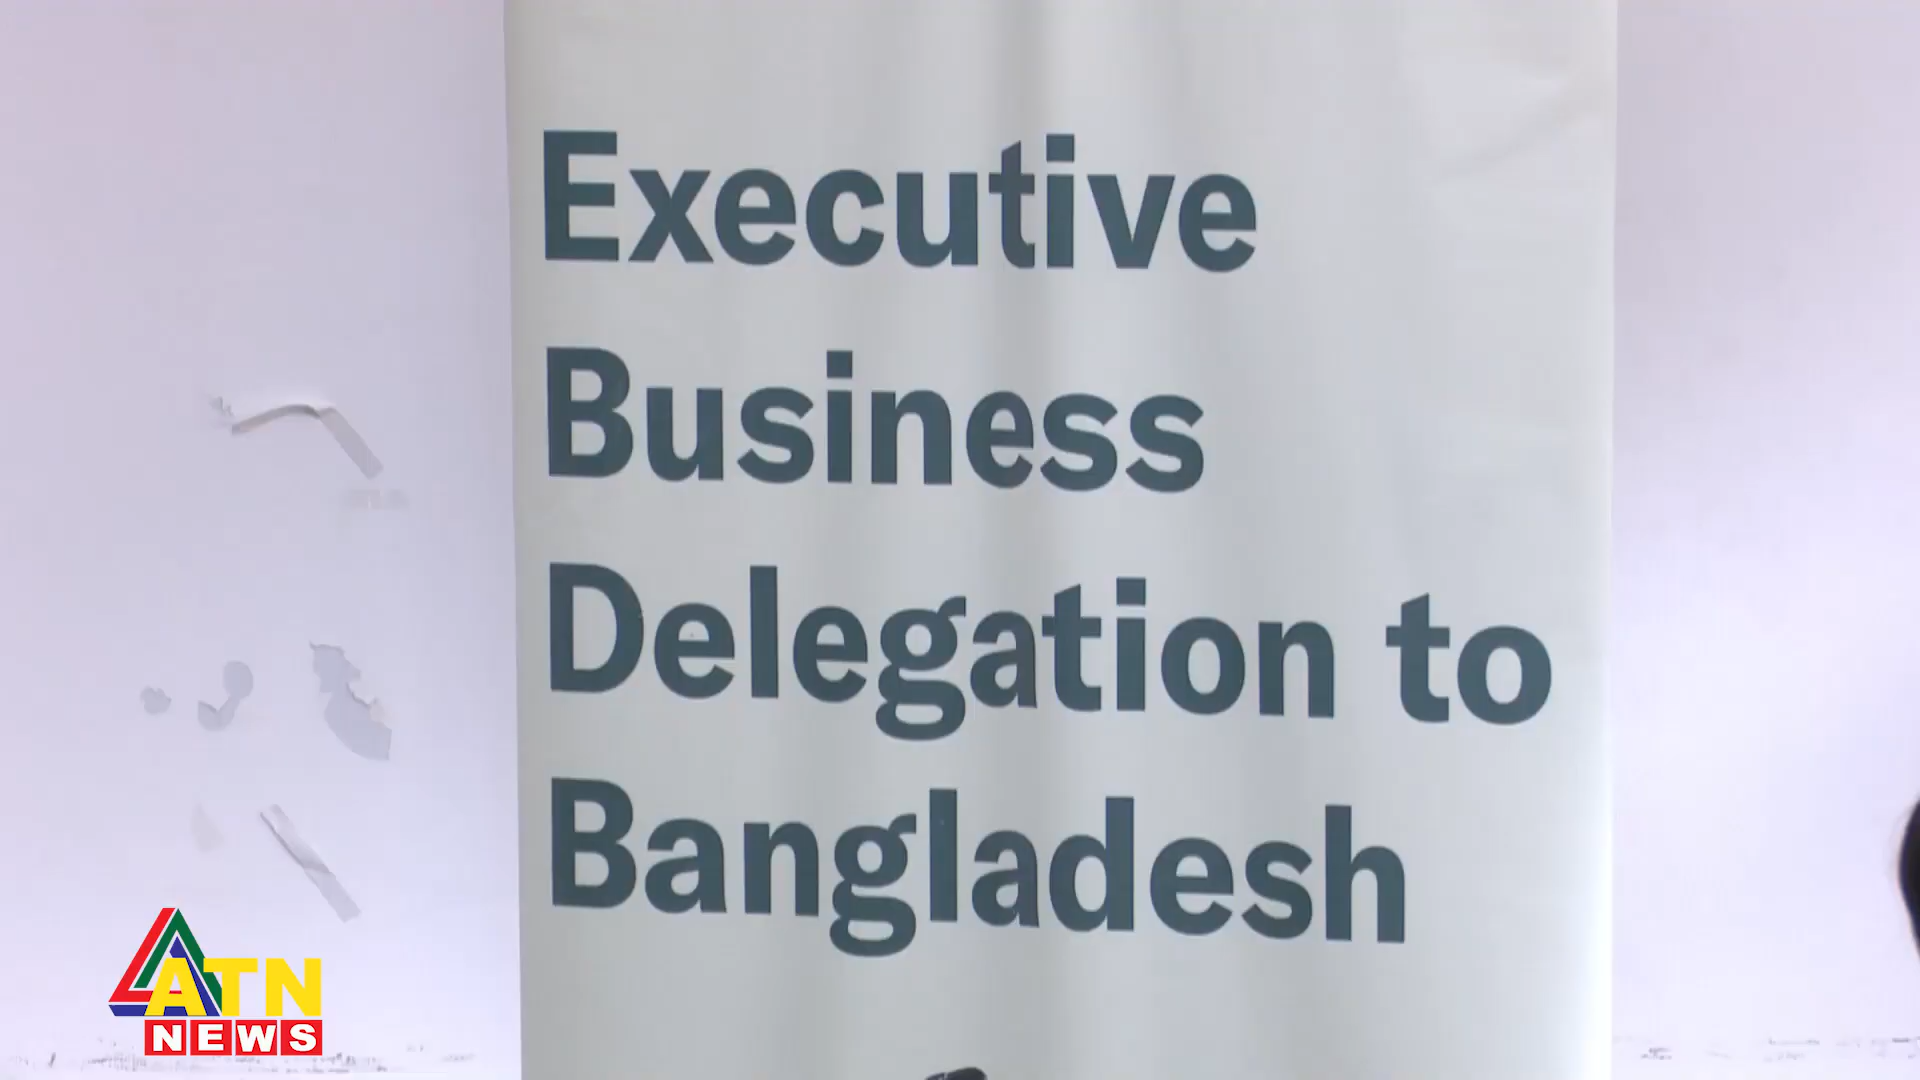 Executive
Business
Delegation to
Bangladesh
ATN
NEWS